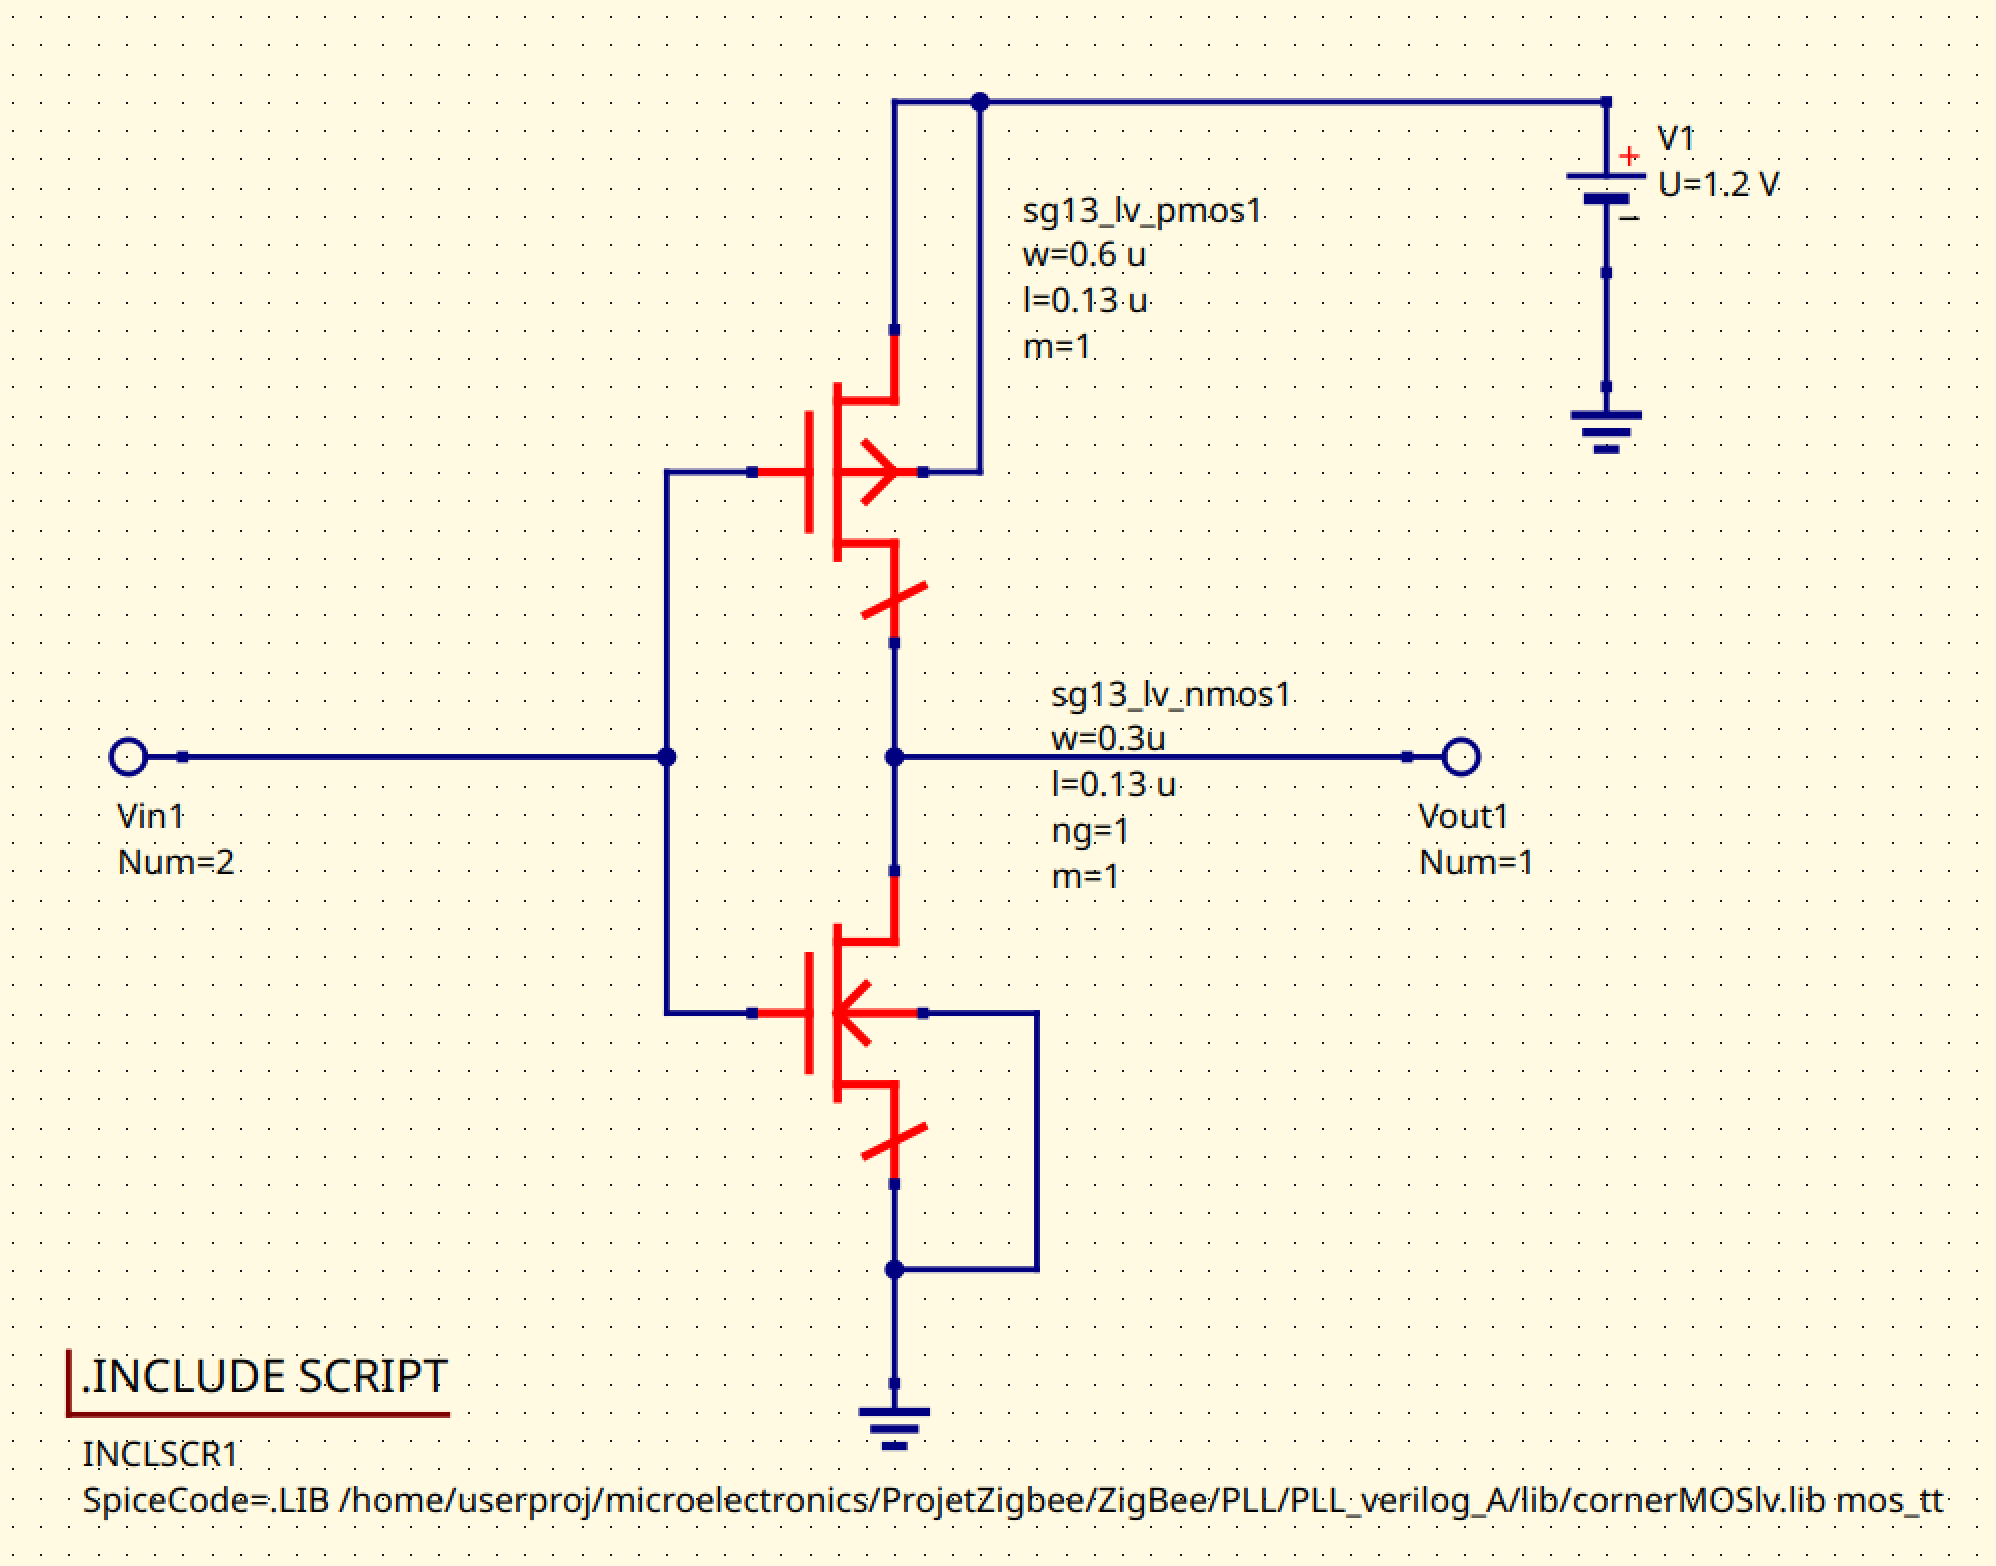 V1
+
U=1.2 V
–
sg13_lv_pmos1
w=0.6 u
l=0.13 u
m=1
sg13_lv_nmos1
w=0.3u
l=0.13 u
ng=1
m=1
Vin1
Num=2
Vout1
Num=1
.INCLUDE SCRIPT
INCLSCR1
SpiceCode=.LIB /home/userproj/microelectronics/ProjetZigbee/ZigBee/PLL/PLL_verilog_A/lib/cornerMOSlv.lib mos_tt